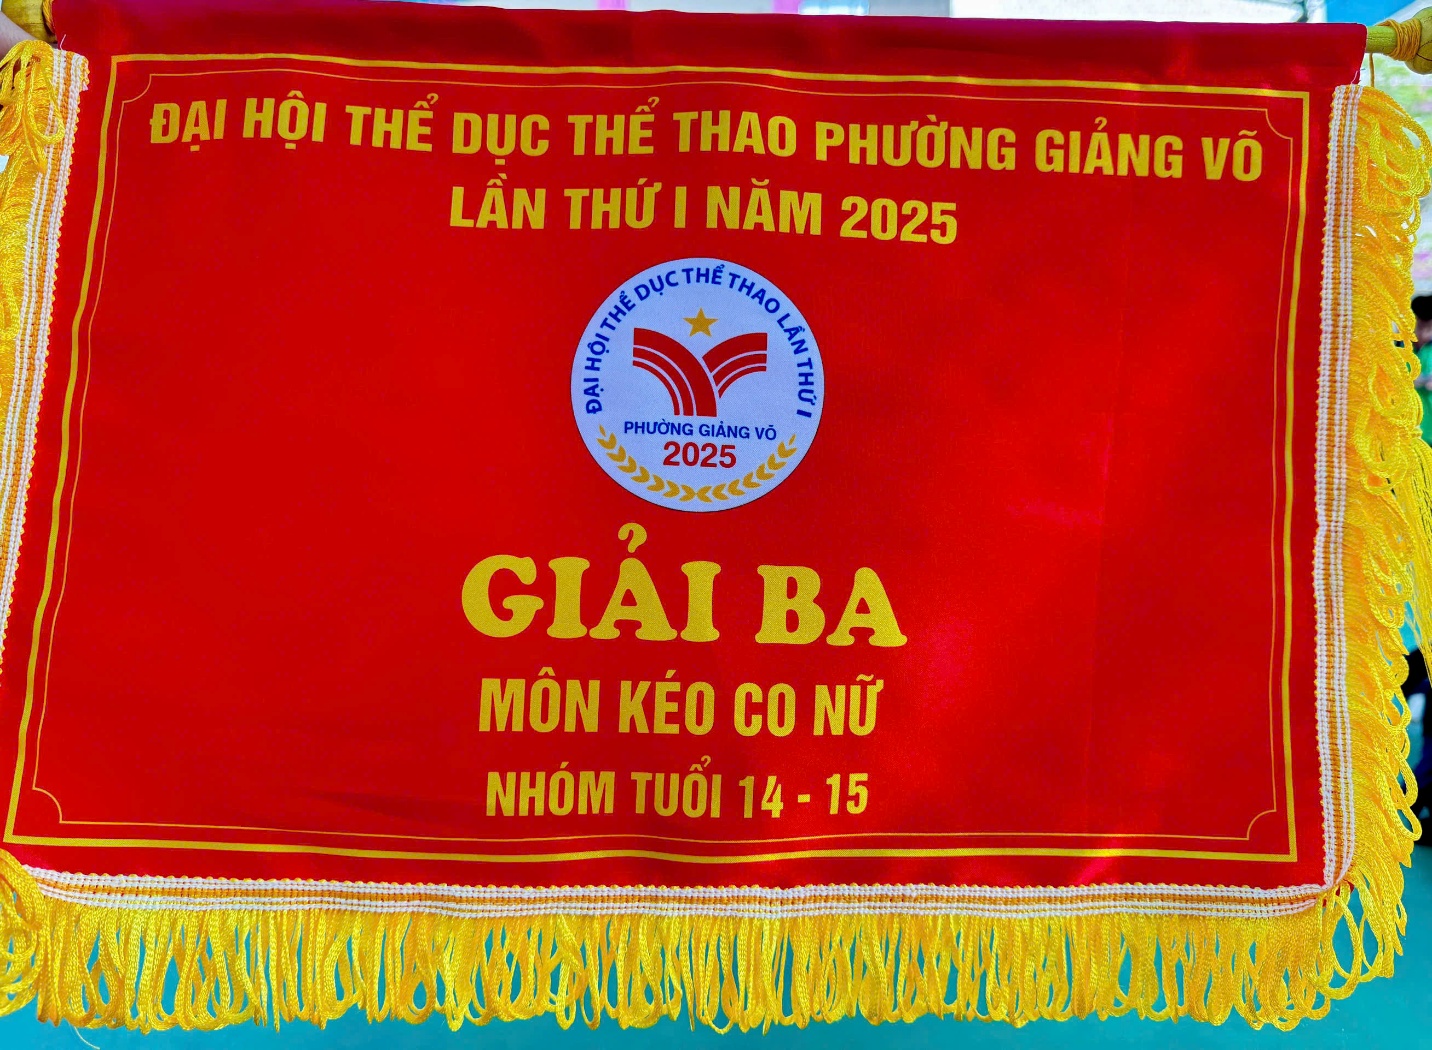 ĐẠI HỘI THỂ DỤC THỂ THAO PHƯỜNG GIẢNG VÕ
LẦN THỨ I NĂM 2025
ĐẠI HỘI THỂ DỤC THỂ THAO LẦN THỨ I
PHƯỜNG GIẢNG VÕ
2025
GIẢI BA
MÔN KÉO CO NỮ
NHÓM TUỔI 14 - 15